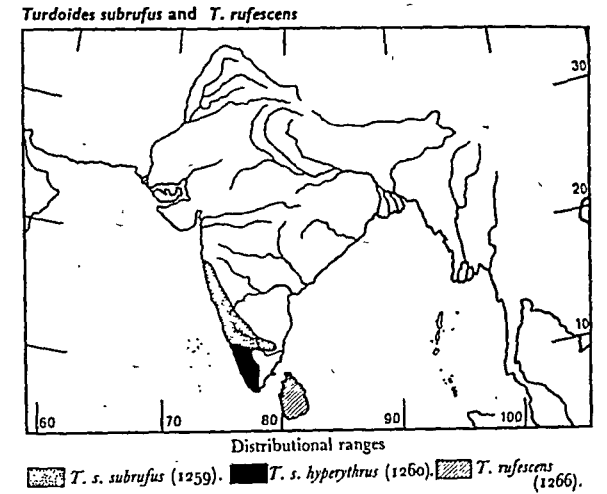 Turdoides subrufus and T. rufescens
30
20
10
60 70 80 90 100
Distributional ranges
T. s. subrufus (1259). T. s. hyperythrus (1260). T. rufescens
(1266).